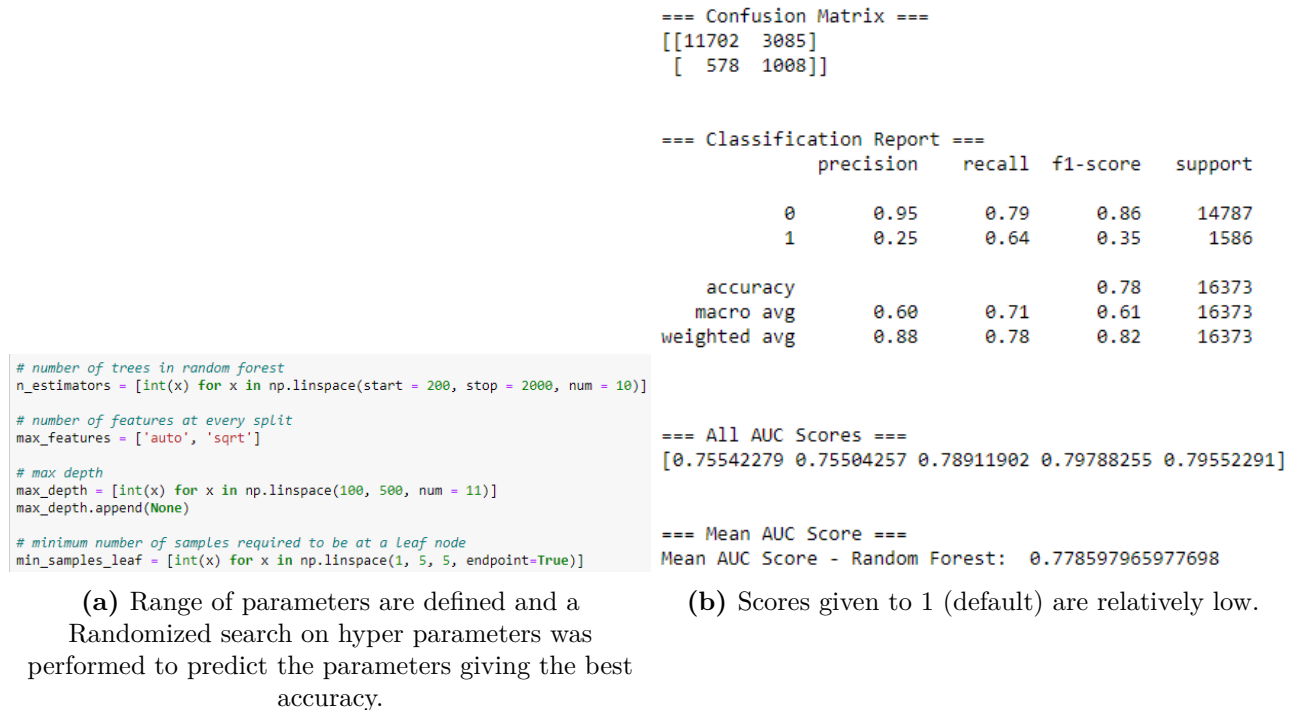 # number of trees in random forest
n_estimators = [int(x) for x in np.linspace(start = 200, stop = 2000, num = 10)]
# number of features at every split
max_features = ['auto', 'sqrt']
# max depth
max_depth = [int(x) for x in np.linspace(100, 500, num = 11)]
max_depth.append(None)
# minimum number of samples required to be at a leaf node
min_samples_leaf = [int(x) for x in np.linspace(1, 5, 5, endpoint=True)]
(a) Range of parameters are defined and a
Randomized search on hyper parameters was
performed to predict the parameters giving the best
accuracy.
=== Confusion Matrix ===
[[11702 3085]
[ 578 1008]]
=== Classification Report ===
precision recall f1-score support
0 0.95 0.79 0.86 14787
1 0.25 0.64 0.35 1586
accuracy 0.78 16373
macro avg 0.60 0.71 0.61 16373
weighted avg 0.88 0.78 0.82 16373
=== All AUC Scores ===
[0.75542279 0.75504257 0.78911902 0.79788255 0.79552291]
=== Mean AUC Score ===
Mean AUC Score - Random Forest: 0.778597965977698
(b) Scores given to 1 (default) are relatively low.